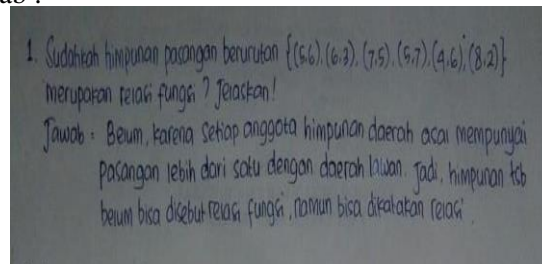 1. Sudahkah himpunan pasangan berurutan {(5,6), (6,3), (7,5), (5,7), (4,6), (8,2)}
merupakan relasi fungsi ? Jelaskan!
Jawab : Belum, karena setiap anggota himpunan daerah asal mempunyai
pasangan lebih dari satu dengan daerah lawan. Jadi, himpunan tsb
belum bisa disebut relasi fungsi, namun bisa dikatakan relasi